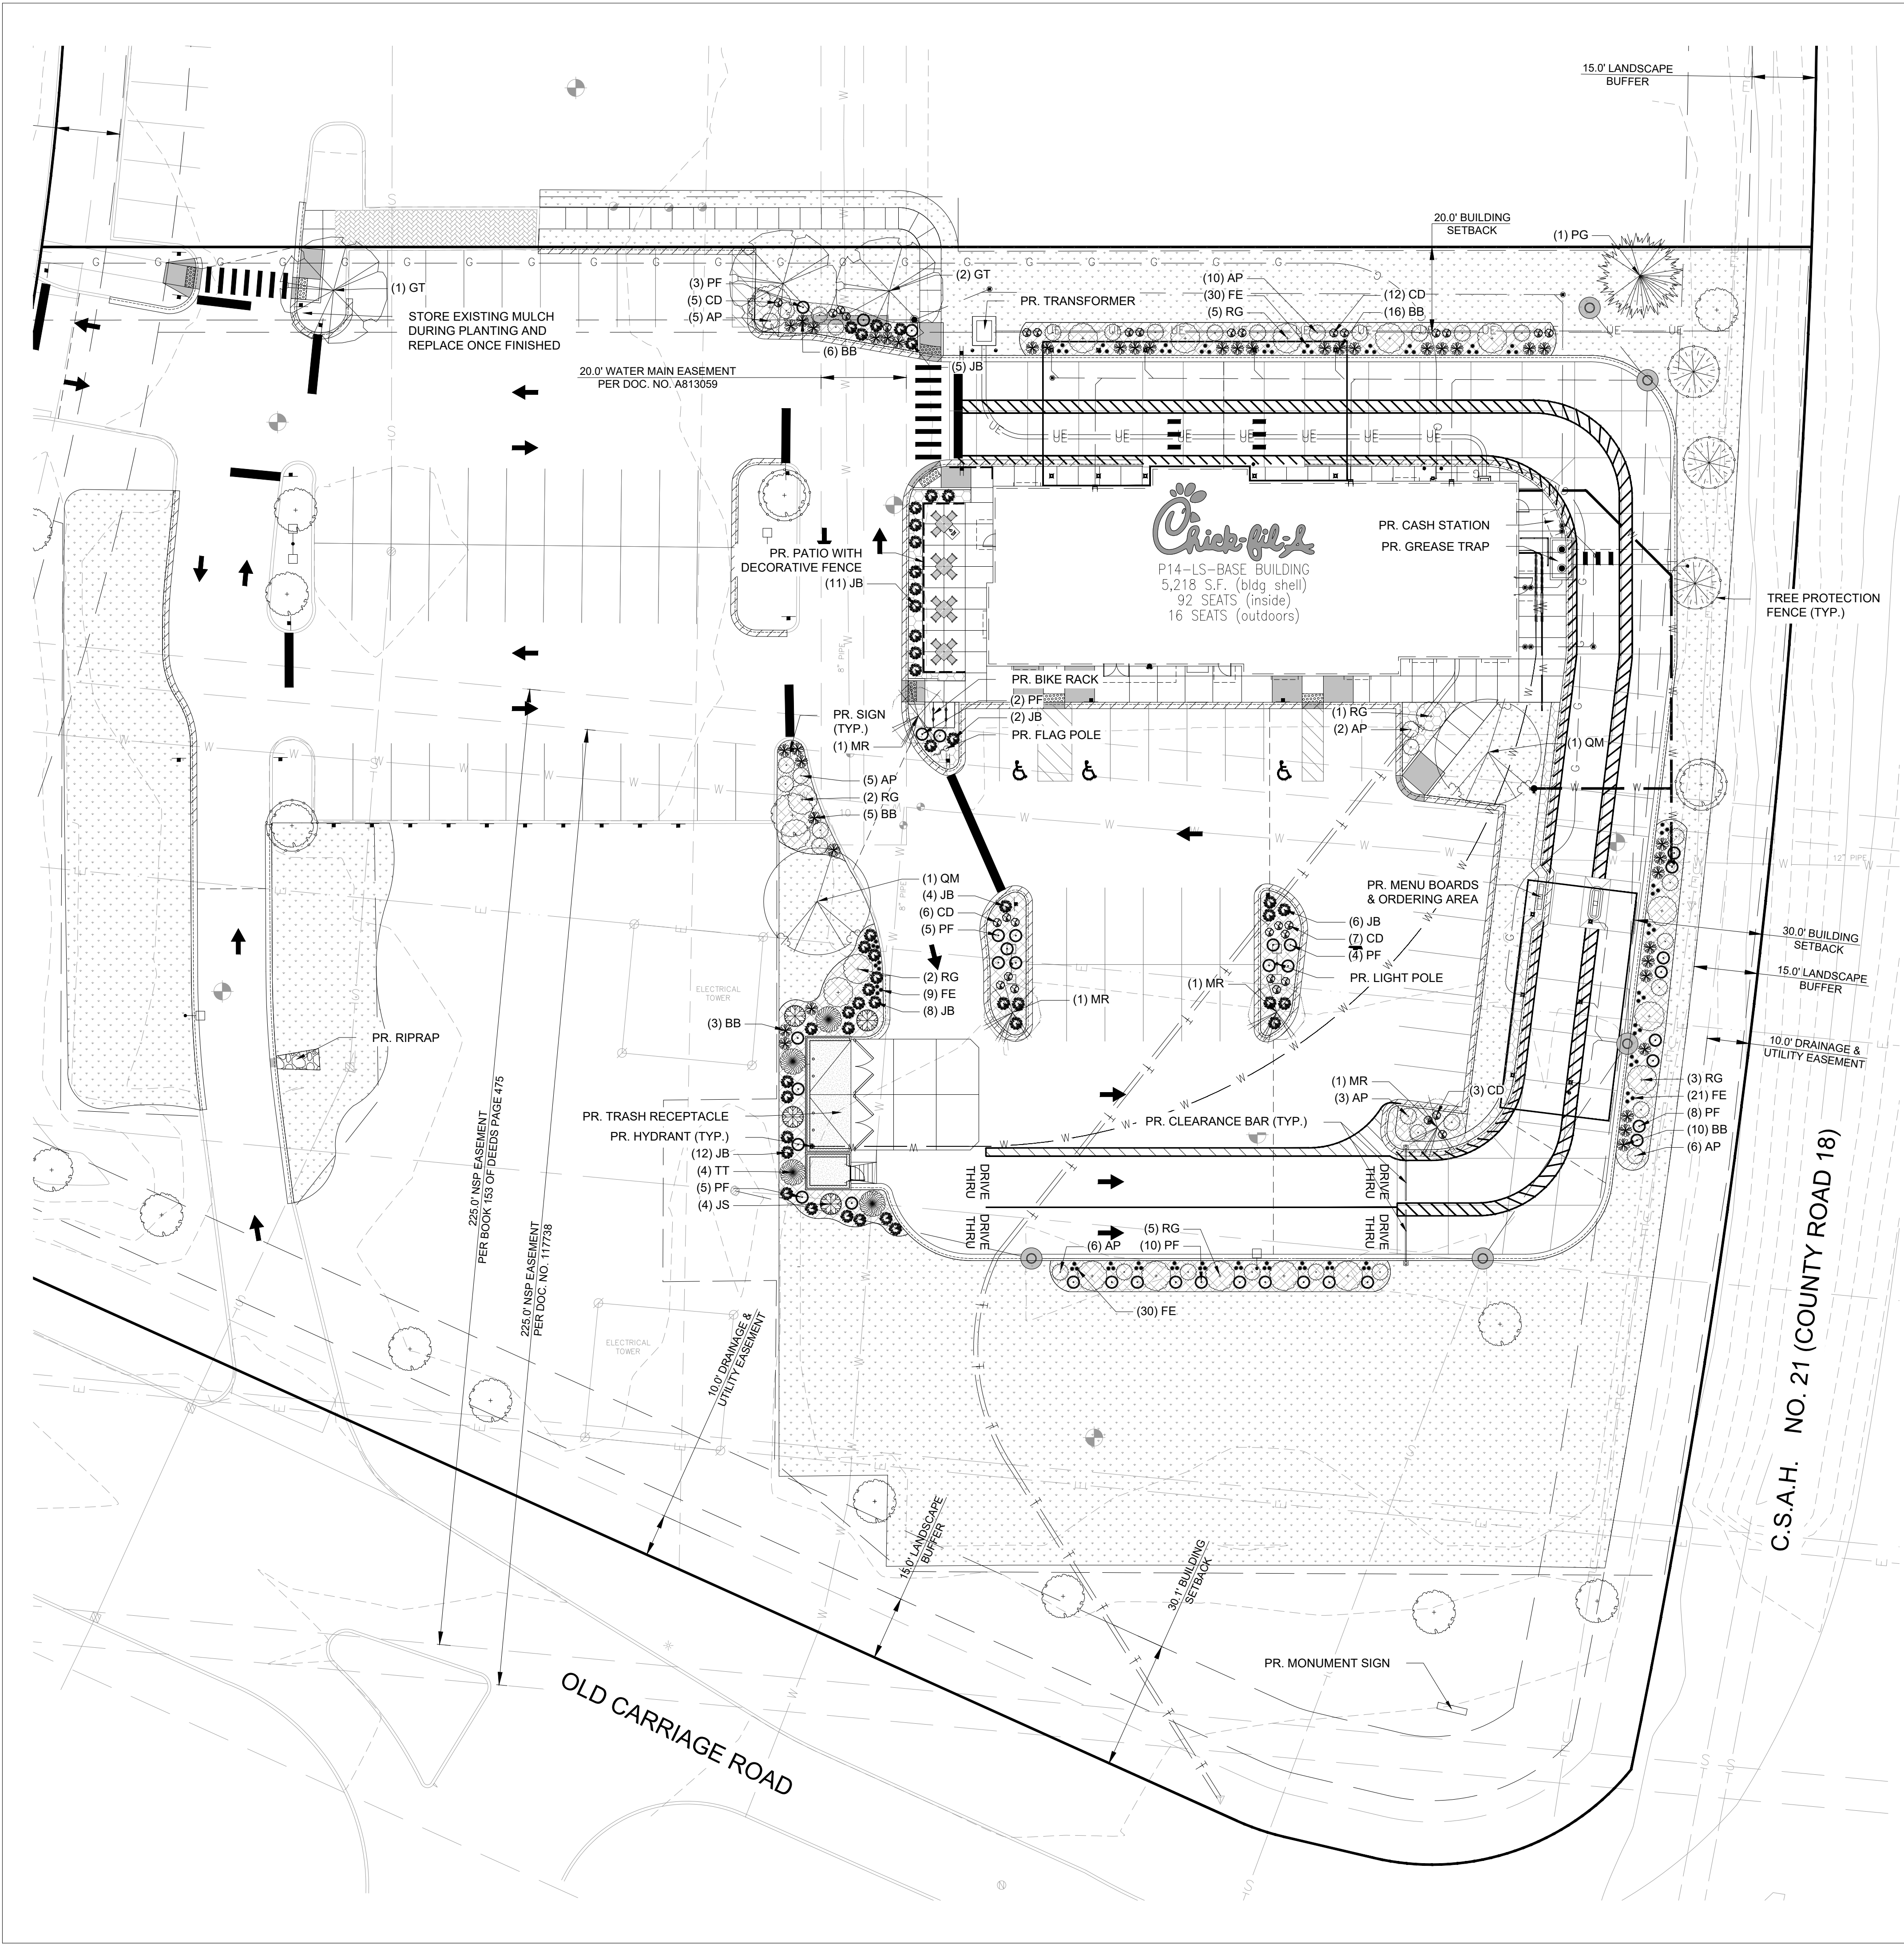 15.0' LANDSCAPE
BUFFER
20.0' BUILDING
SETBACK
(1) PG
(1) GT
STORE EXISTING MULCH
DURING PLANTING AND
REPLACE ONCE FINISHED
(3) PF
(5) CD
(5) AP
(6) BB
(2) GT
(5) JB
PR. TRANSFORMER
(10) AP
(30) FE
(5) RG
(12) CD
(16) BB
20.0' WATER MAIN EASEMENT
PER DOC. NO. A813059
Chick-fil-A
P14-LS-BASE BUILDING
5,218 S.F. (bldg shell)
92 SEATS (inside)
16 SEATS (outdoors)
PR. CASH STATION
PR. GREASE TRAP
PR. PATIO WITH
DECORATIVE FENCE
(11) JB
TREE PROTECTION
FENCE (TYP.)
8" PIPE
PR. BIKE RACK
(2) PF
(2) JB
PR. FLAG POLE
PR. SIGN
(TYP.)
(1) MR
(1) RG
(2) AP
(1) QM
(5) AP
(2) RG
(5) BB
12" PIPE
8" PIPE
(1) QM
(4) JB
(6) CD
(5) PF
PR. MENU BOARDS
& ORDERING AREA
(6) JB
(7) CD
(4) PF
PR. LIGHT POLE
30.0' BUILDING
SETBACK
15.0' LANDSCAPE
BUFFER
(2) RG
(9) FE
(8) JB
(1) MR
(1) MR
ELECTRICAL
TOWER
(3) BB
PR. RIPRAP
10.0' DRAINAGE &
UTILITY EASEMENT
(3) RG
(21) FE
(8) PF
(10) BB
(6) AP
(1) MR
(3) AP
(3) CD
PR. CLEARANCE BAR (TYP.)
PR. TRASH RECEPTACLE
PR. HYDRANT (TYP.)
(12) JB
(4) TT
(5) PF
(4) JS
DRIVE
THRU
DRIVE
THRU
DRIVE
THRU
DRIVE
THRU
(5) RG
(6) AP
(10) PF
(30) FE
225.0' NSP EASEMENT
PER BOOK 153 OF DEEDS PAGE 475
225.0' NSP EASEMENT
PER DOC. NO. 117738
ELECTRICAL
TOWER
10.0' DRAINAGE &
UTILITY EASEMENT
15.0' LANDSCAPE
BUFFER
30.1' BUILDING
SETBACK
PR. MONUMENT SIGN
OLD CARRIAGE ROAD
C.S.A.H. NO. 21 (COUNTY ROAD 18)